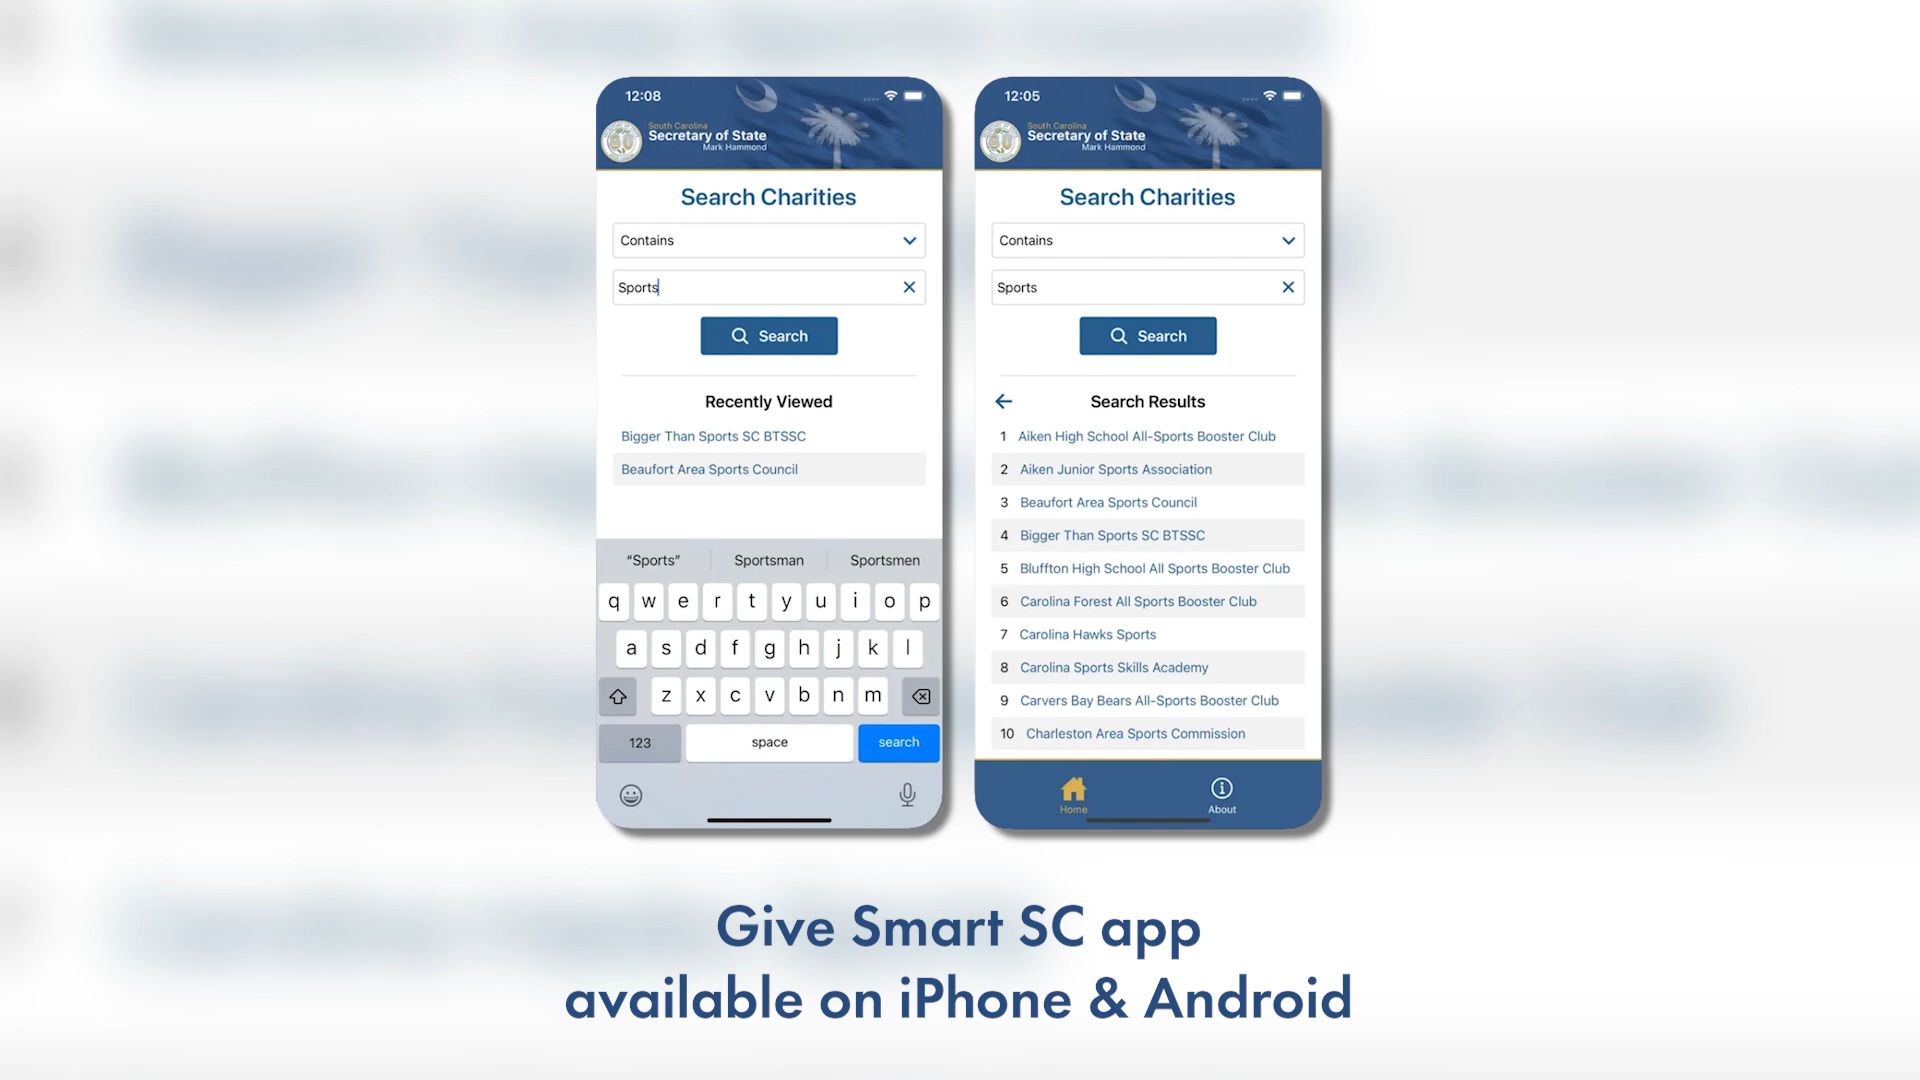 12:08
South Carolina
Secretary of State
Mark Hammond
Search Charities
Contains
Sports
Search
Recently Viewed
Bigger Than Sports SC BTSSC
Beaufort Area Sports Council
“Sports” Sportsman Sportsmen
q w e r t y u i o p
a s d f g h j k l
z x c v b n m
123 space search
12:05
South Carolina
Secretary of State
Mark Hammond
Search Charities
Contains
Sports
Search
Search Results
1 Aiken High School All-Sports Booster Club
2 Aiken Junior Sports Association
3 Beaufort Area Sports Council
4 Bigger Than Sports SC BTSSC
5 Bluffton High School All Sports Booster Club
6 Carolina Forest All Sports Booster Club
7 Carolina Hawks Sports
8 Carolina Sports Skills Academy
9 Carvers Bay Bears All-Sports Booster Club
10 Charleston Area Sports Commission
Home About
Give Smart SC app
available on iPhone & Android